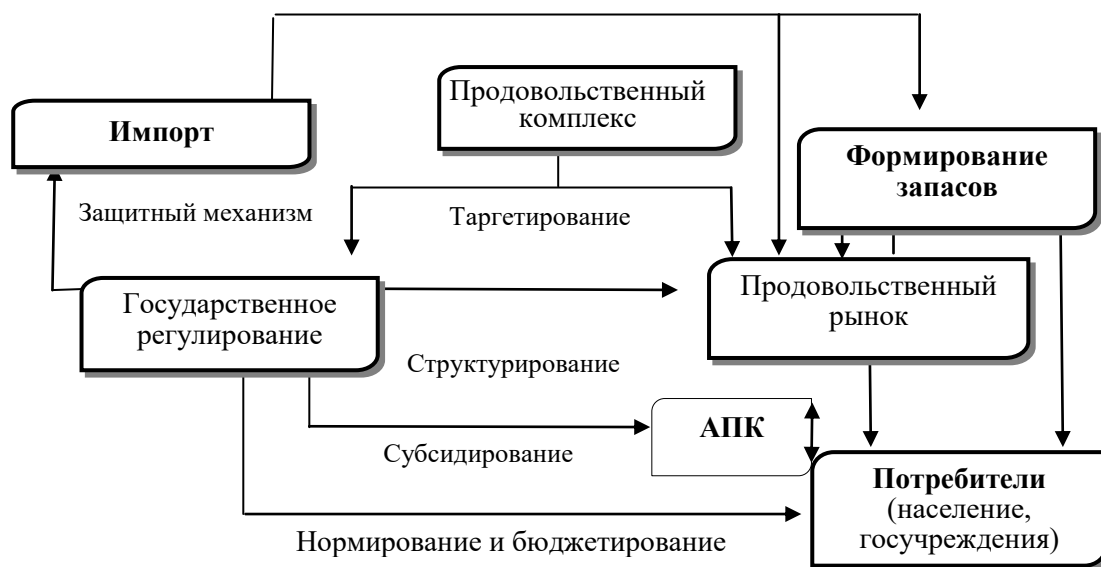 Продовольственный
комплекс
Импорт
Формирование
запасов
Защитный механизм
Таргетирование
Государственное
регулирование
Продовольственный
рынок
Структурирование
АПК
Субсидирование
Потребители
(население,
госучреждения)
Нормирование и бюджетирование